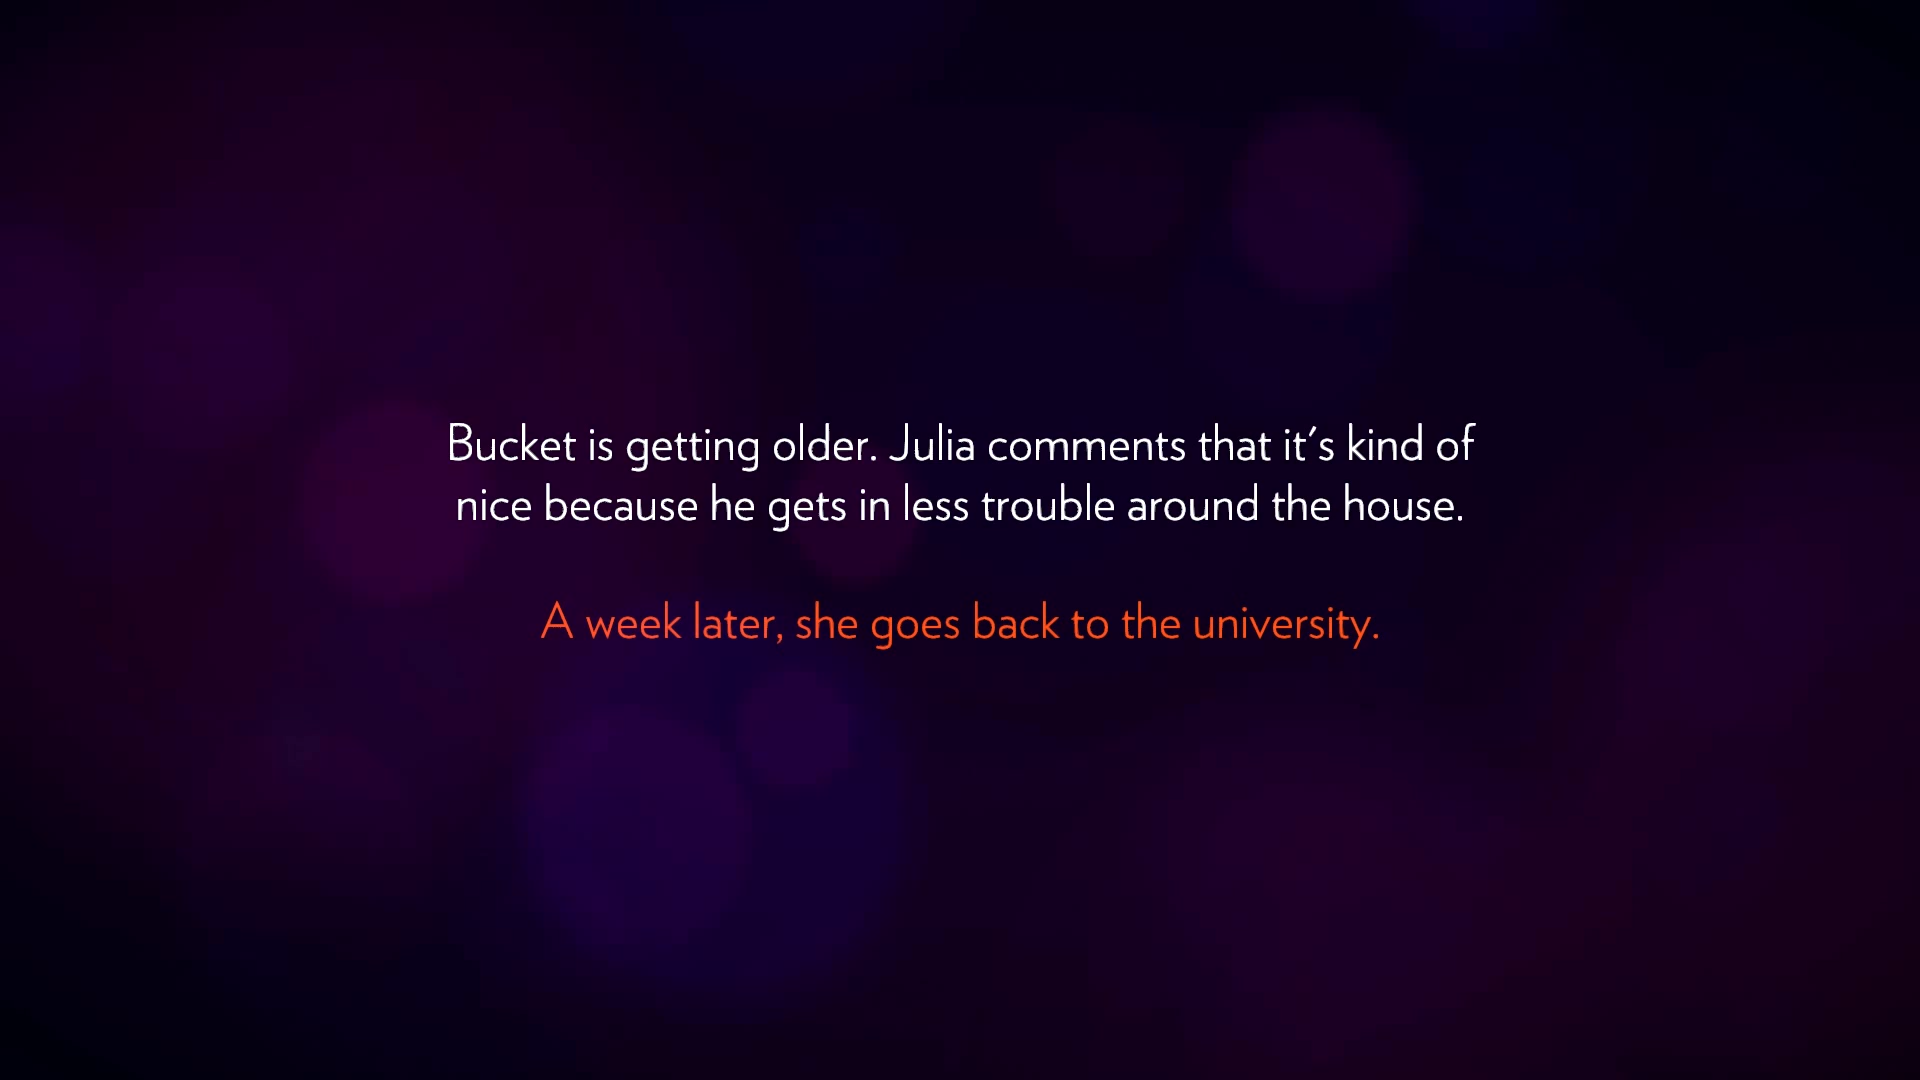 Bucket is getting older. Julia comments that it's kind of
nice because he gets in less trouble around the house.
A week later, she goes back to the university.